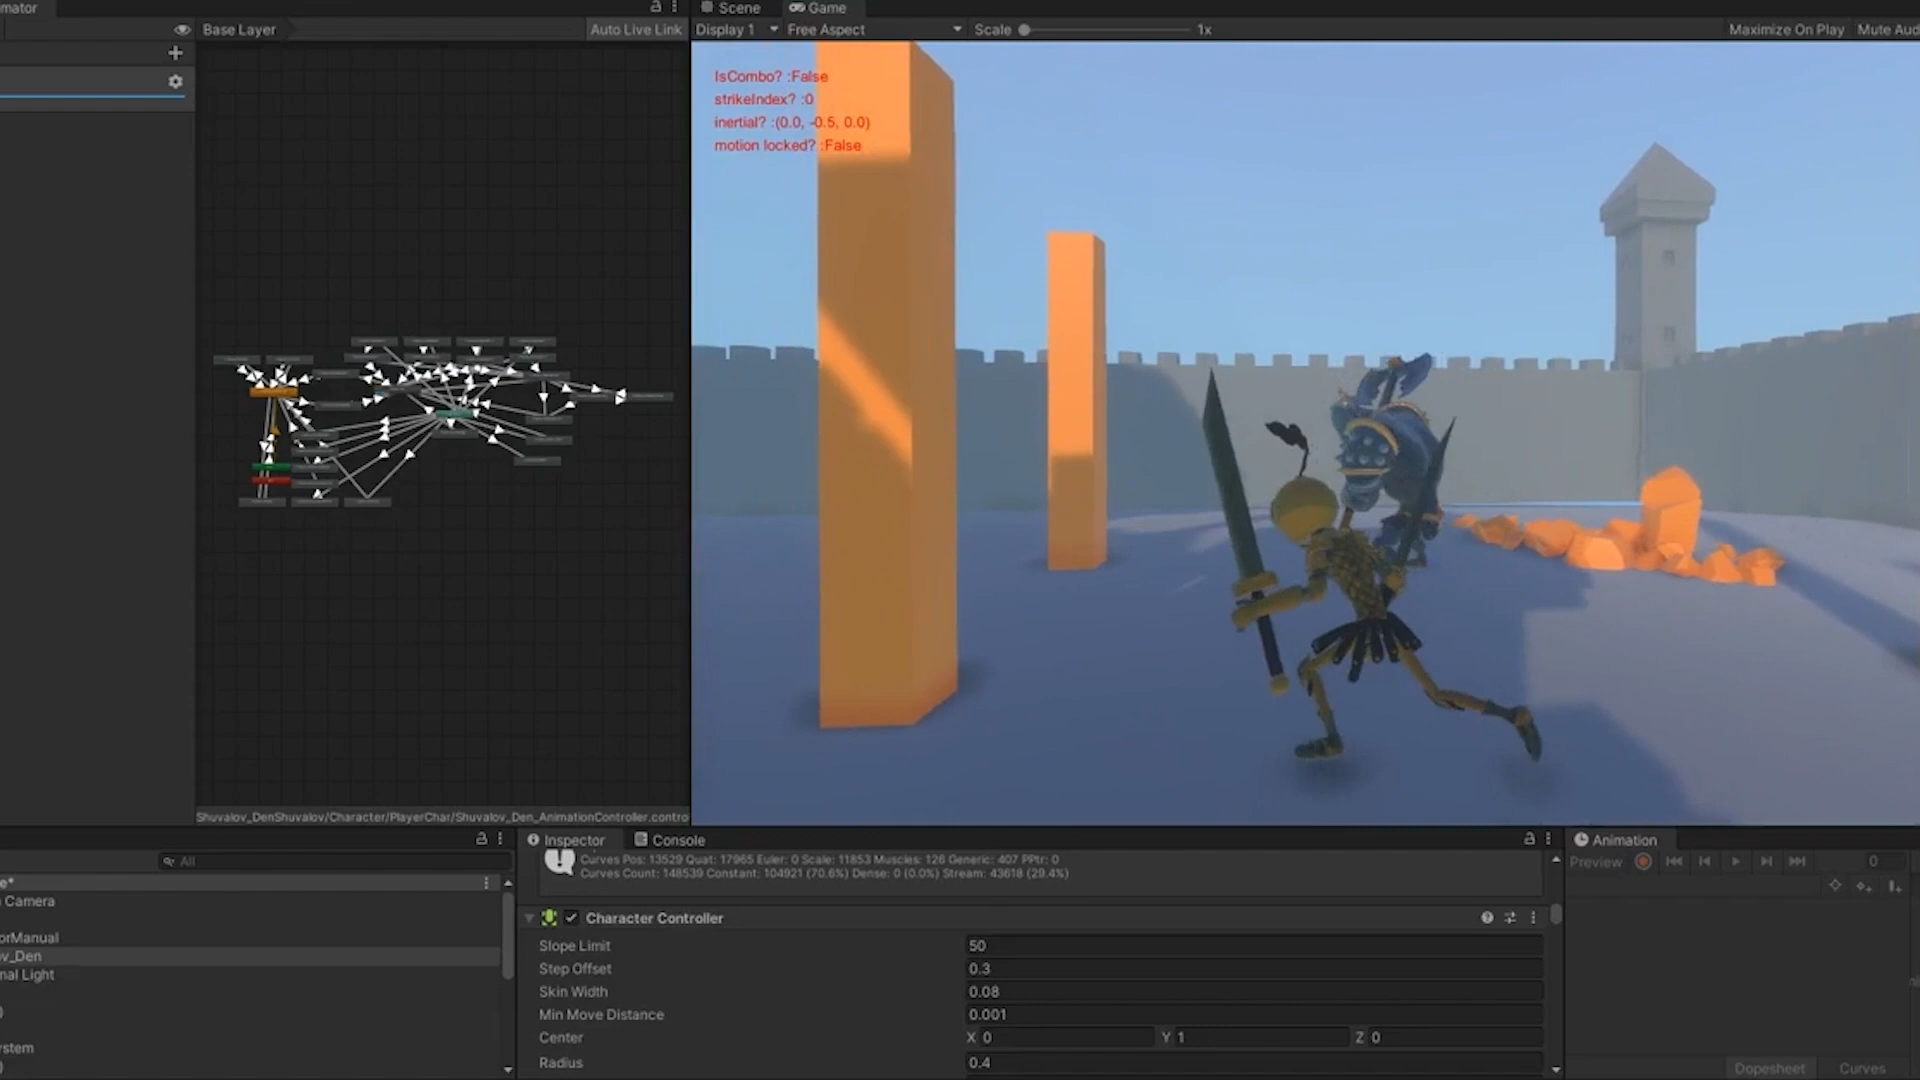 mator
Base Layer
Auto Live Link
Scene
Game
Display 1
Free Aspect
Scale
1x
Maximize On Play
Mute Aud
IsCombo? :False
strikeIndex? :0
inertial? :(0.0, -0.5, 0.0)
motion locked? :False
Shuvalov_DenShuvalov/Character/PlayerChar/Shuvalov_Den_AnimationController.contro
All
e*
Camera
orManual
ov_Den
nal Light
ystem
Inspector
Console
Curves Pos: 13529 Quat: 17965 Euler: 0 Scale: 11853 Muscles: 126 Generic: 407 PPtr: 0
Curves Count: 148539 Constant: 104921 (70.6%) Dense: 0 (0.0%) Stream: 43618 (29.4%)
Character Controller
Slope Limit 50
Step Offset 0.3
Skin Width 0.08
Min Move Distance 0.001
Center X 0 Y 1 Z 0
Radius 0.4
Animation
Preview 0
Dopesheet Curves